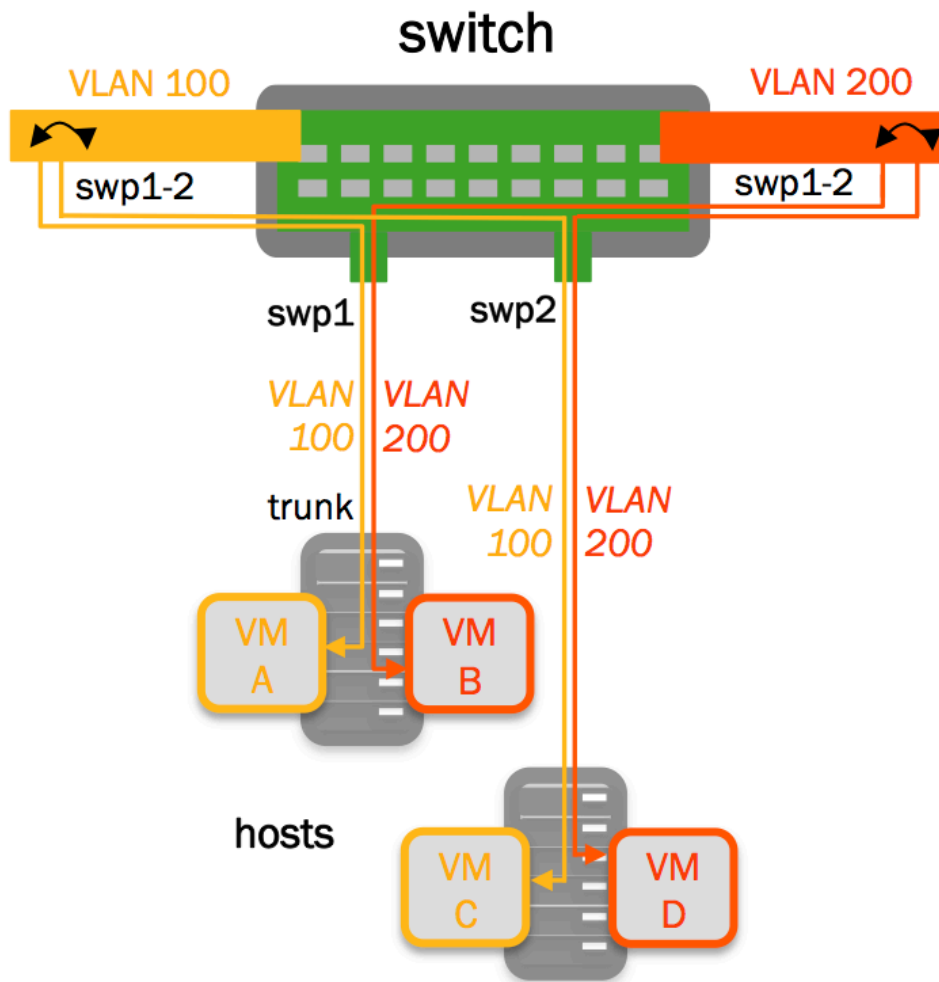 switch
VLAN 100
VLAN 200
swp1-2
swp1-2
swp1
swp2
VLAN
100
VLAN
200
trunk
VLAN
100
VLAN
200
VM
A
VM
B
hosts
VM
C
VM
D